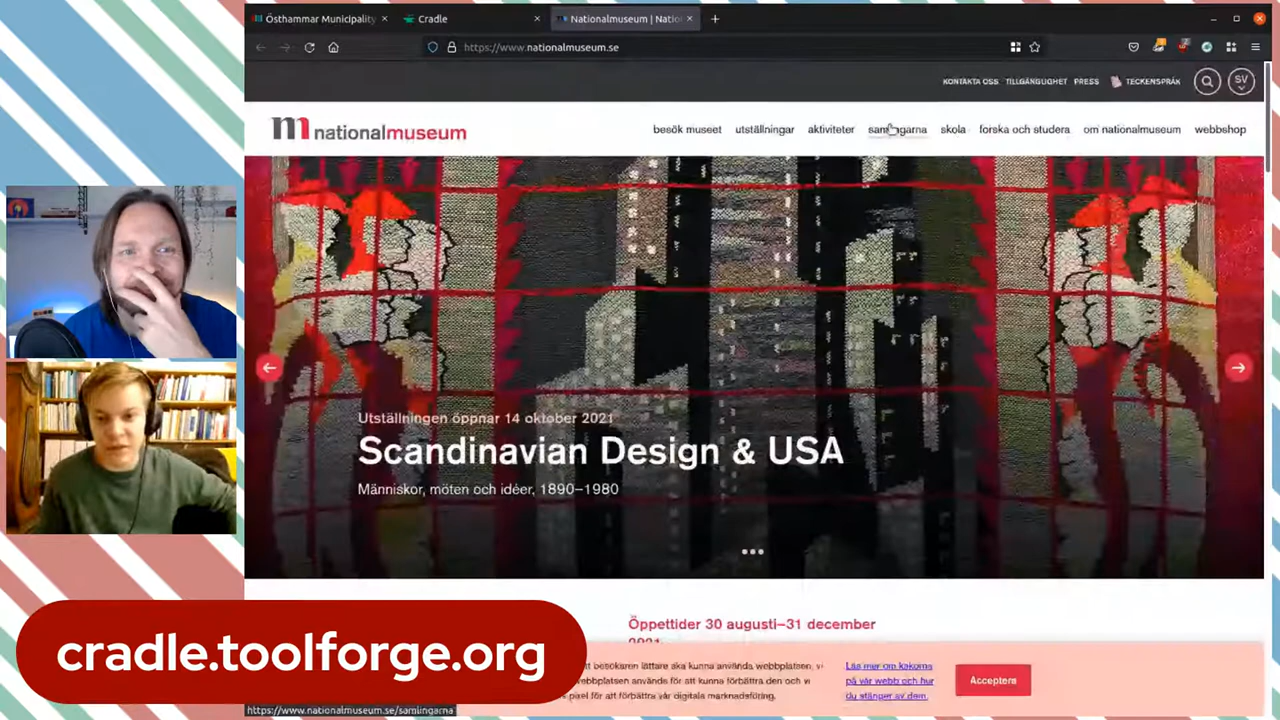 Östhammar Municipality
Cradle
Nationalmuseum | Natio
https://www.nationalmuseum.se
KONTAKTA OSS TILLGÄNGLIGHET PRESS TECKENSPRÅK SV
nationalmuseum
besök museet utställningar aktiviteter samlingarna skola forska och studera om nationalmuseum webbshop
Utställningen öppnar 14 oktober 2021
Scandinavian Design & USA
Människor, möten och idéer, 1890–1980
Öppettider 30 augusti–31 december
2021
tt besökaren lättare ska kunna använda webbplatsen, vi
webbplatsen används för att kunna förbättra den och w
pixel för att förbättra vår digitala marknadsföring.
Läs mer om kakorna
på vår webb och hur
du stänger av dem.
Acceptera
cradle.toolforge.org
https://www.nationalmuseum.se/samlingarna